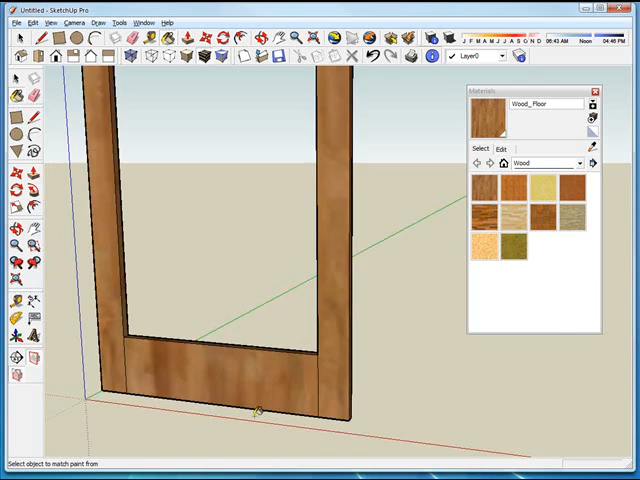 Untitled - SketchUp Pro
File Edit View Camera Draw Tools Window Help
J F M A M J J A S O N D 06:43 AM Noon 04:46 PM
Layer0
Materials
Wood_Floor
Select Edit
Wood
Select object to match paint from